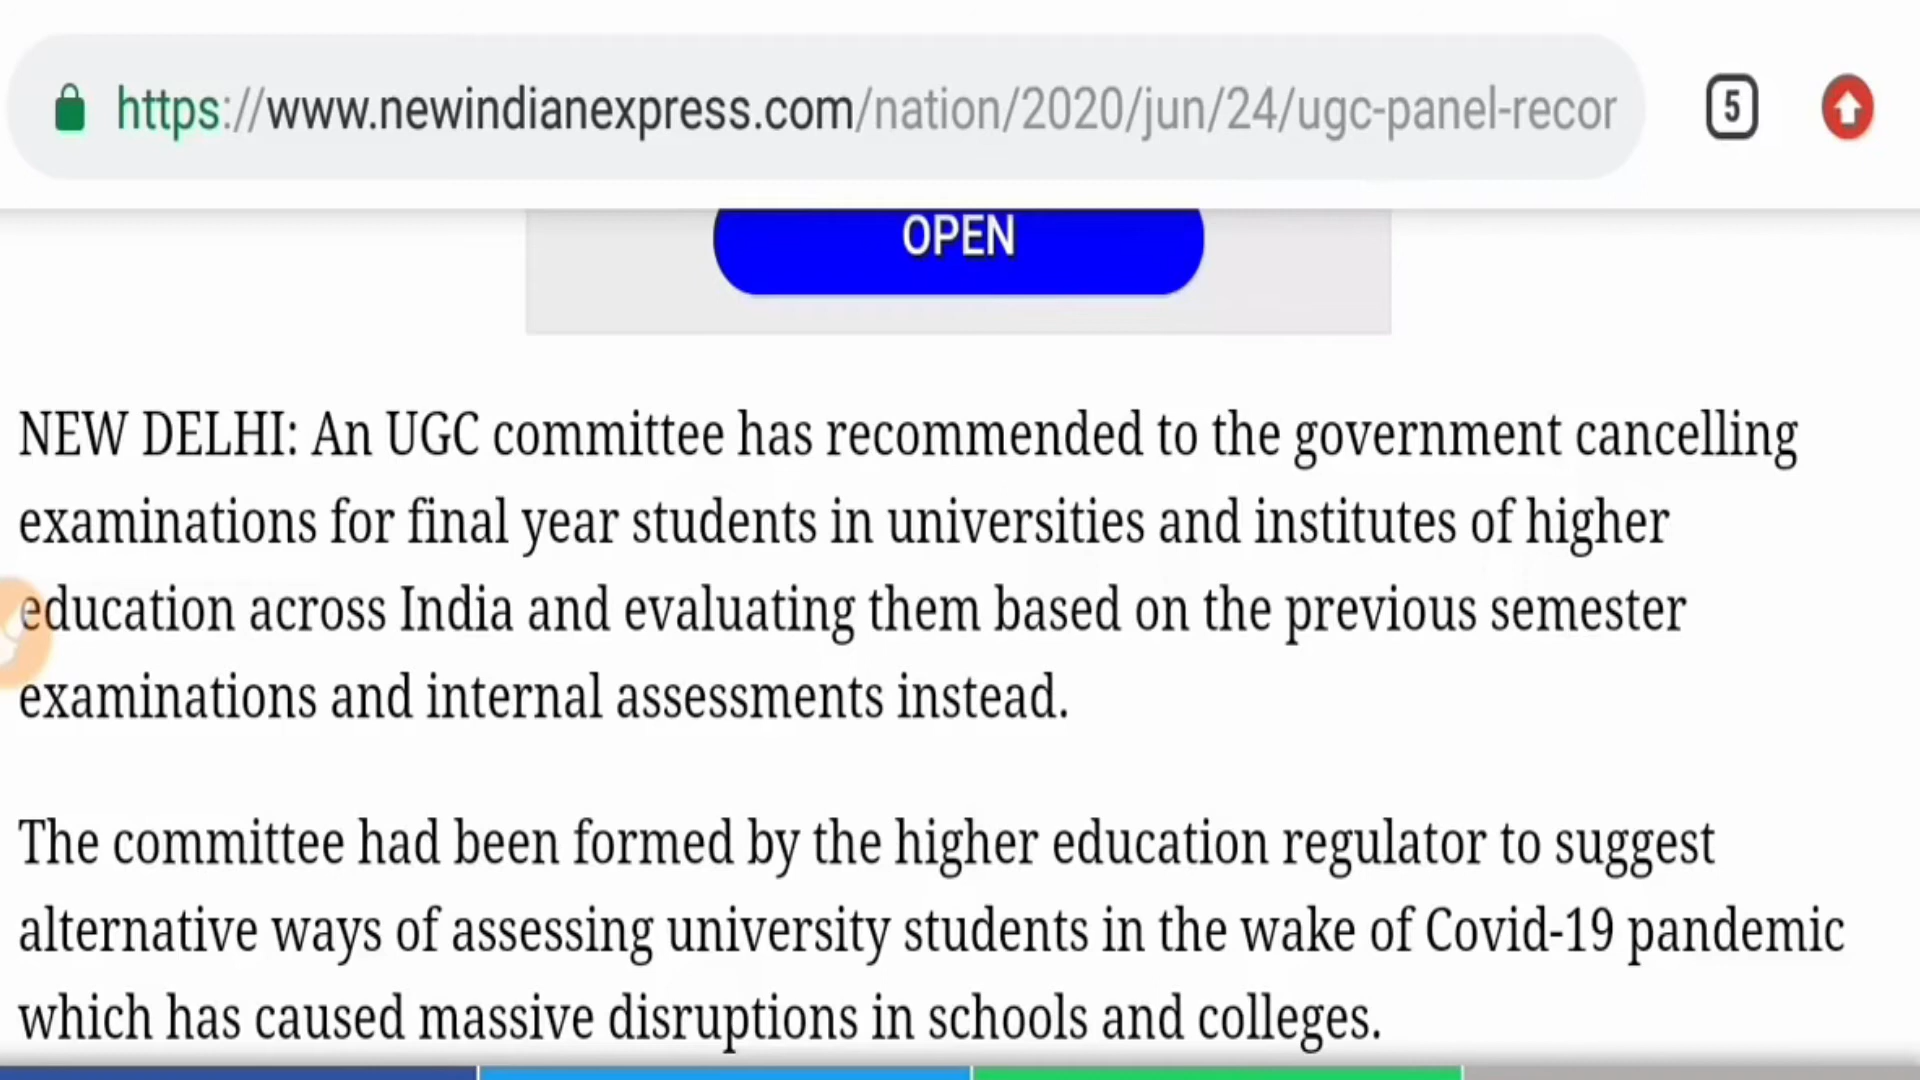 https://www.newindianexpress.com/nation/2020/jun/24/ugc-panel-recor
5
OPEN
NEW DELHI: An UGC committee has recommended to the government cancelling
examinations for final year students in universities and institutes of higher
education across India and evaluating them based on the previous semester
examinations and internal assessments instead.
The committee had been formed by the higher education regulator to suggest
alternative ways of assessing university students in the wake of Covid-19 pandemic
which has caused massive disruptions in schools and colleges.